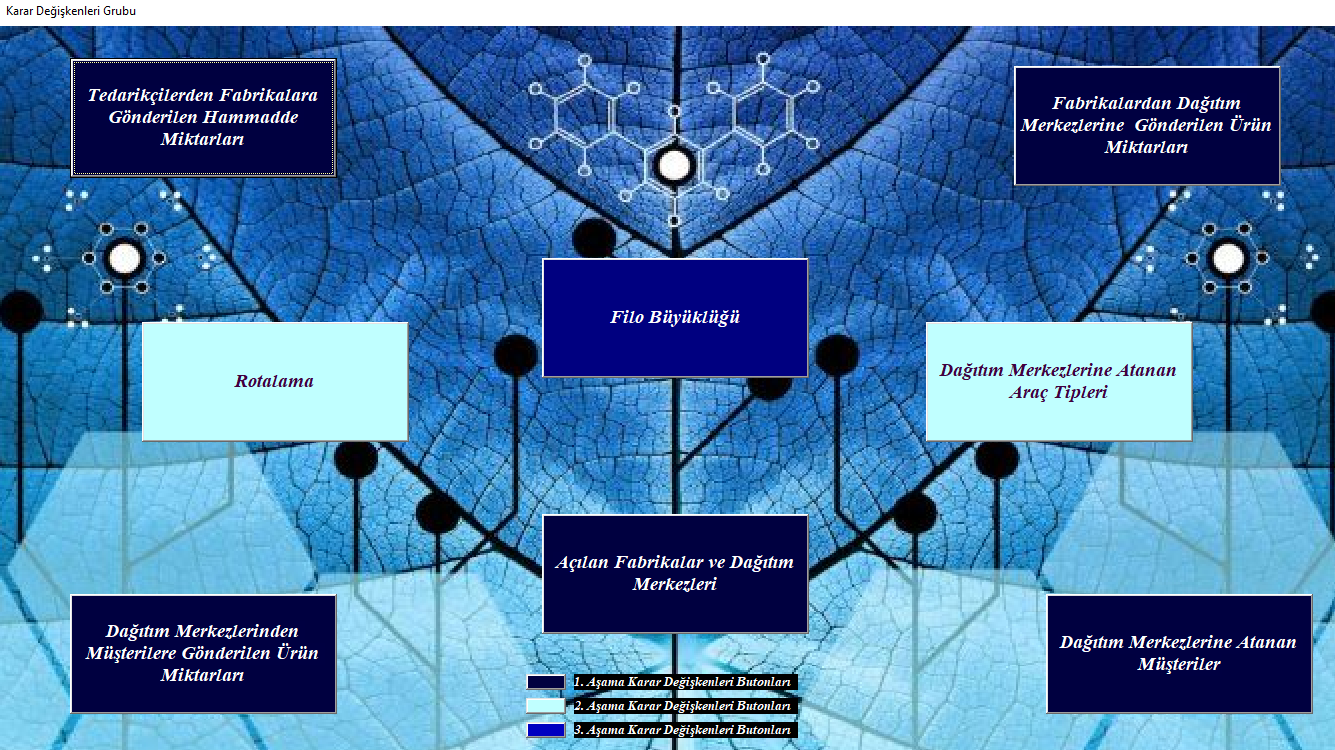 Karar Değişkenleri Grubu
Tedarikçilerden Fabrikalara
Gönderilen Hammadde
Miktarları
Fabrikalardan Dağıtım
Merkezlerine Gönderilen Ürün
Miktarları
Filo Büyüklüğü
Rotalama
Dağıtım Merkezlerine Atanan
Araç Tipleri
Açılan Fabrikalar ve Dağıtım
Merkezleri
Dağıtım Merkezlerinden
Müşterilere Gönderilen Ürün
Miktarları
Dağıtım Merkezlerine Atanan
Müşteriler
1. Aşama Karar Değişkenleri Butonları
2. Aşama Karar Değişkenleri Butonları
3. Aşama Karar Değişkenleri Butonları